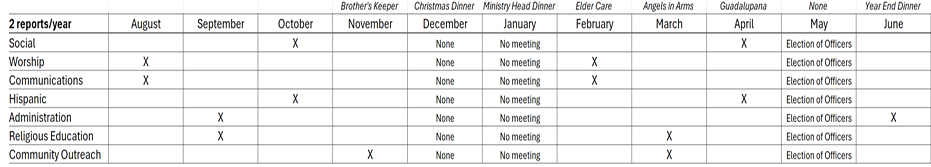 Brother's Keeper Christmas Dinner Ministry Head Dinner Elder Care Angels in Arms Guadalupana None Year End Dinner
2 reports/year August September October November December January February March April May June
Social X None No meeting X Election of Officers
Worship X None No meeting X Election of Officers
Communications X None No meeting X Election of Officers
Hispanic X None No meeting X Election of Officers
Administration X None No meeting Election of Officers X
Religious Education X None No meeting X Election of Officers
Community Outreach X None No meeting X Election of Officers